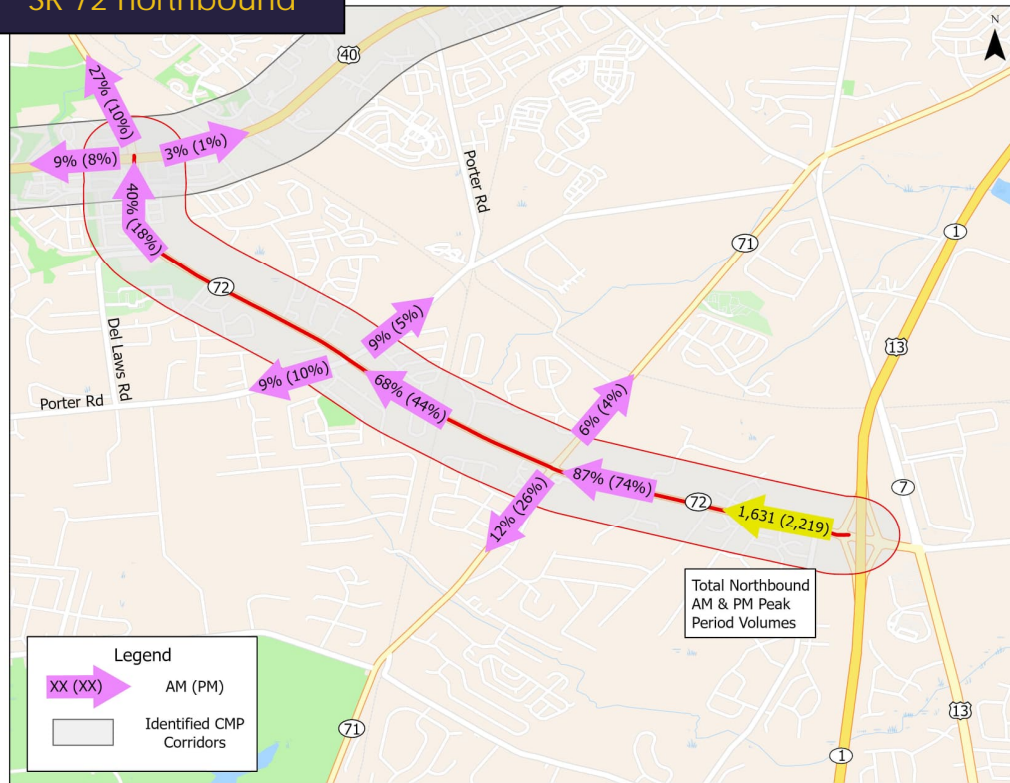 SR 72 northbound
N
40
27% (10%)
9% (8%)
3% (1%)
40% (18%)
Porter Rd
71
1
72
13
Del Laws Rd
9% (5%)
9% (10%)
68% (44%)
Porter Rd
6% (4%)
87% (74%)
12% (26%)
72
7
1,631 (2,219)
Total Northbound
AM & PM Peak
Period Volumes
Legend
XX (XX) AM (PM)
Identified CMP
Corridors
71
13
1